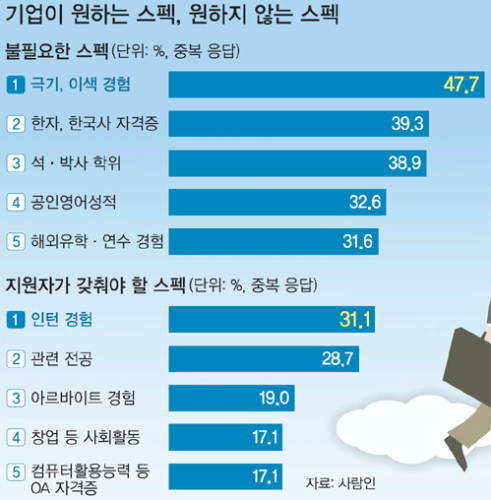 기업이 원하는 스펙, 원하지 않는 스펙
불필요한 스펙(단위: %, 중복 응답)
1 극기, 이색 경험 47.7
2 한자, 한국사 자격증 39.3
3 석·박사 학위 38.9
4 공인영어성적 32.6
5 해외유학·연수 경험 31.6
지원자가 갖춰야 할 스펙(단위: %, 중복 응답)
1 인턴 경험 31.1
2 관련 전공 28.7
3 아르바이트 경험 19.0
4 창업 등 사회활동 17.1
5 컴퓨터활용능력 등
OA 자격증 17.1
자료: 사람인